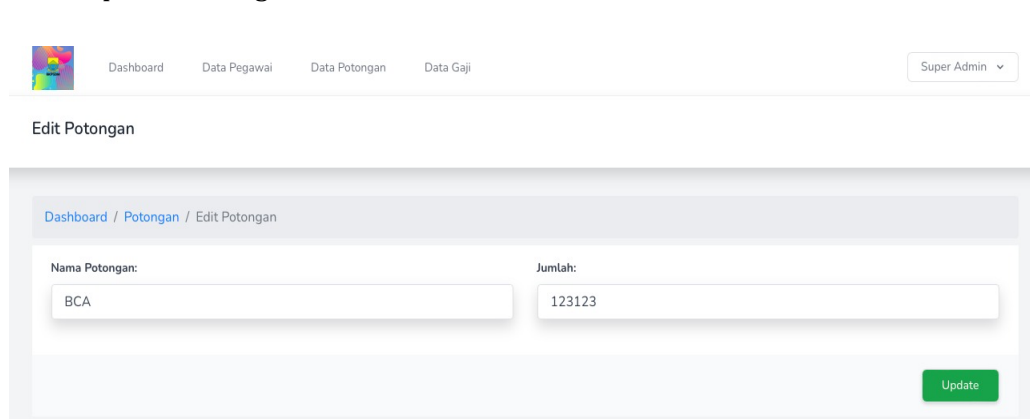 Dashboard Data Pegawai Data Potongan Data Gaji Super Admin
Edit Potongan
Dashboard / Potongan / Edit Potongan
Nama Potongan: Jumlah:
BCA 123123
Update